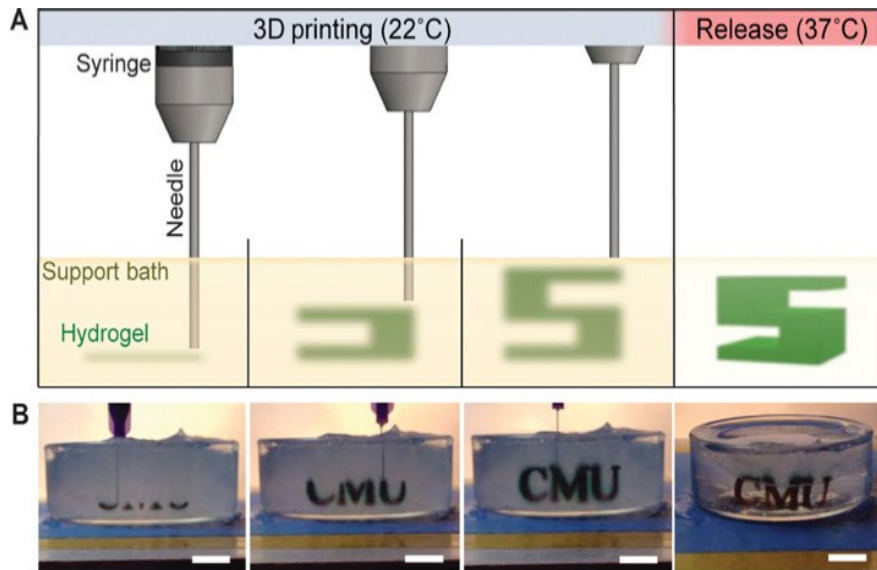 A
3D printing (22˚C)
Release (37˚C)
Syringe
Needle
Support bath
Hydrogel
S
B
CMU
CMU
CMU